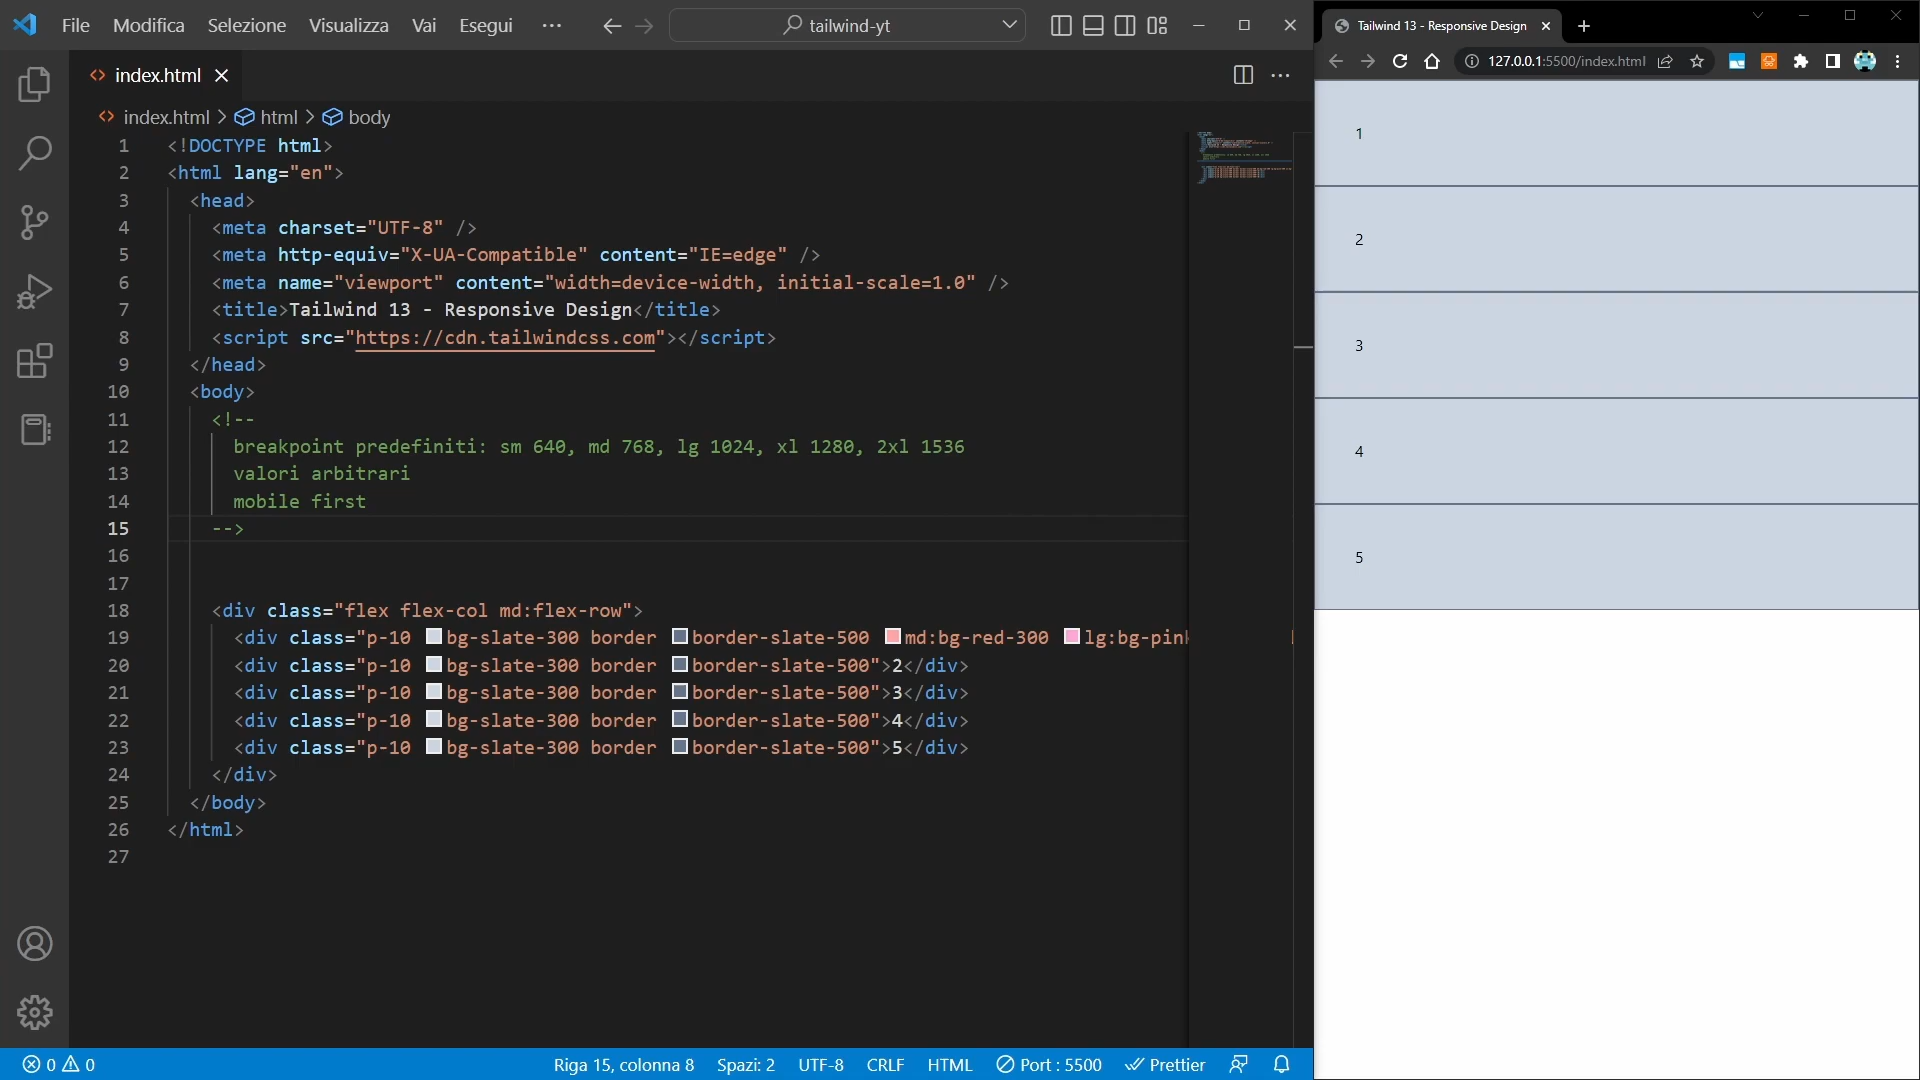 File Modifica Selezione Visualizza Vai Esegui ··· tailwind-yt
index.html
index.html > html > body
1 <!DOCTYPE html>
2 <html lang="en">
3 <head>
4 <meta charset="UTF-8" />
5 <meta http-equiv="X-UA-Compatible" content="IE=edge" />
6 <meta name="viewport" content="width=device-width, initial-scale=1.0" />
7 <title>Tailwind 13 - Responsive Design</title>
8 <script src="https://cdn.tailwindcss.com"></script>
9 </head>
10 <body>
11 <!--
12 breakpoint predefiniti: sm 640, md 768, lg 1024, xl 1280, 2xl 1536
13 valori arbitrari
14 mobile first
15 -->
16
17
18 <div class="flex flex-col md:flex-row">
19 <div class="p-10 bg-slate-300 border border-slate-500 md:bg-red-300 lg:bg-pink
20 <div class="p-10 bg-slate-300 border border-slate-500">2</div>
21 <div class="p-10 bg-slate-300 border border-slate-500">3</div>
22 <div class="p-10 bg-slate-300 border border-slate-500">4</div>
23 <div class="p-10 bg-slate-300 border border-slate-500">5</div>
24 </div>
25 </body>
26 </html>
27
0 0 Riga 15, colonna 8 Spazi: 2 UTF-8 CRLF HTML Port : 5500 Prettier
Tailwind 13 - Responsive Design
127.0.0.1:5500/index.html
1
2
3
4
5